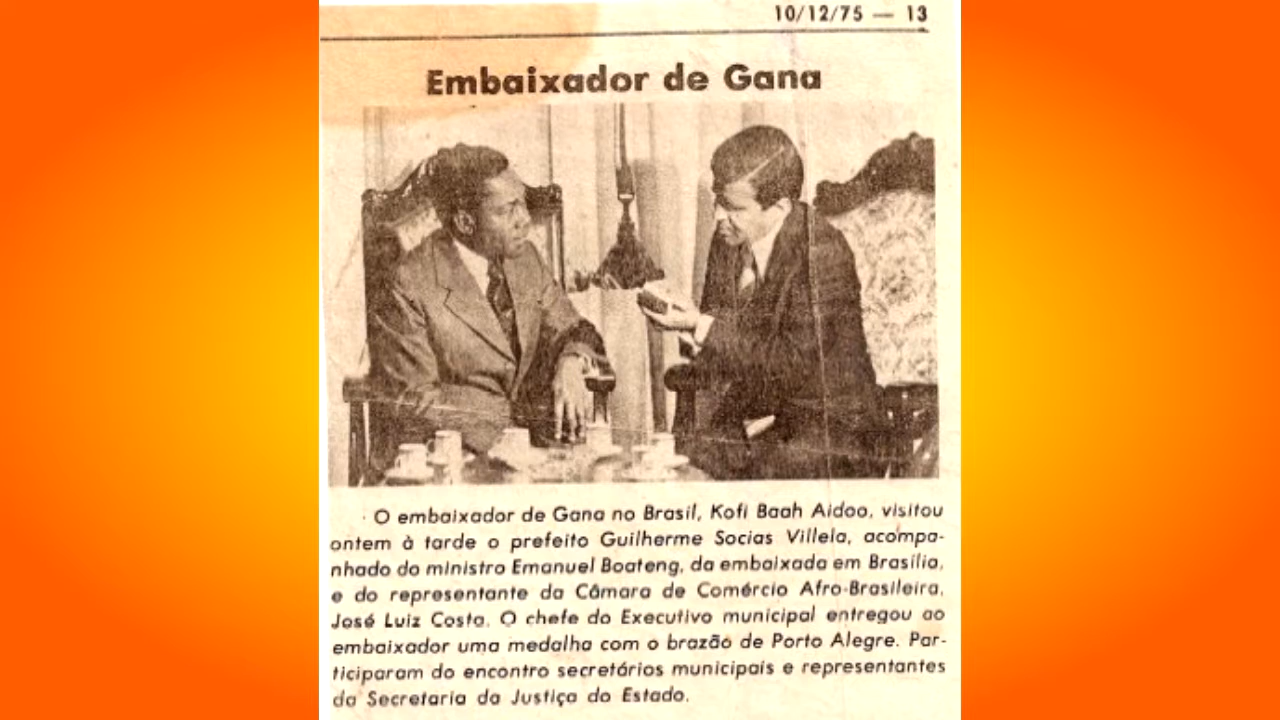 10/12/75 — 13
Embaixador de Gana
O embaixador de Gana no Brasil, Kofi Baah Aidoo, visitou
ontem à tarde o prefeito Guilherme Socias Villela, acompa-
nhado do ministro Emanuel Boateng, da embaixada em Brasília,
e do representante da Câmara de Comércio Afro-Brasileira,
José Luiz Costa. O chefe do Executivo municipal entregou ao
embaixador uma medalha com o brazão de Porto Alegre. Par-
ticiparam do encontro secretários municipais e representantes
da Secretaria da Justiça do Estado.